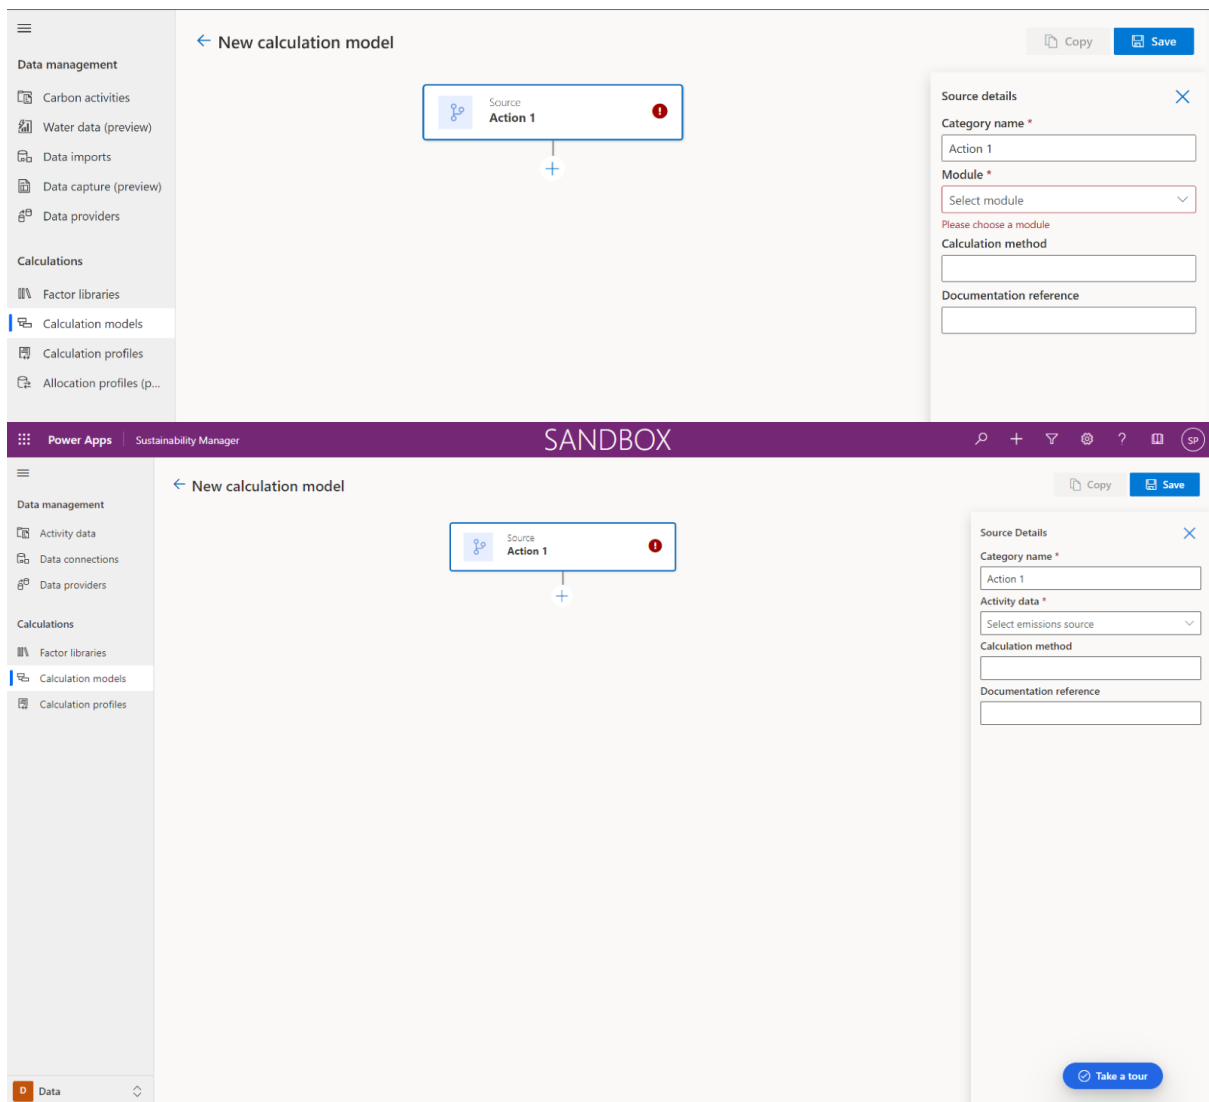 New calculation model
Copy
Save
Data management
Carbon activities
Water data (preview)
Data imports
Data capture (preview)
Data providers
Calculations
Factor libraries
Calculation models
Calculation profiles
Allocation profiles (p...
Source
Action 1
Source details
Category name *
Action 1
Module *
Select module
Please choose a module
Calculation method
Documentation reference
Power Apps
Sustainability Manager
SANDBOX
SP
New calculation model
Copy
Save
Data management
Activity data
Data connections
Data providers
Calculations
Factor libraries
Calculation models
Calculation profiles
Source
Action 1
Source Details
Category name *
Action 1
Activity data *
Select emissions source
Calculation method
Documentation reference
Take a tour
D
Data